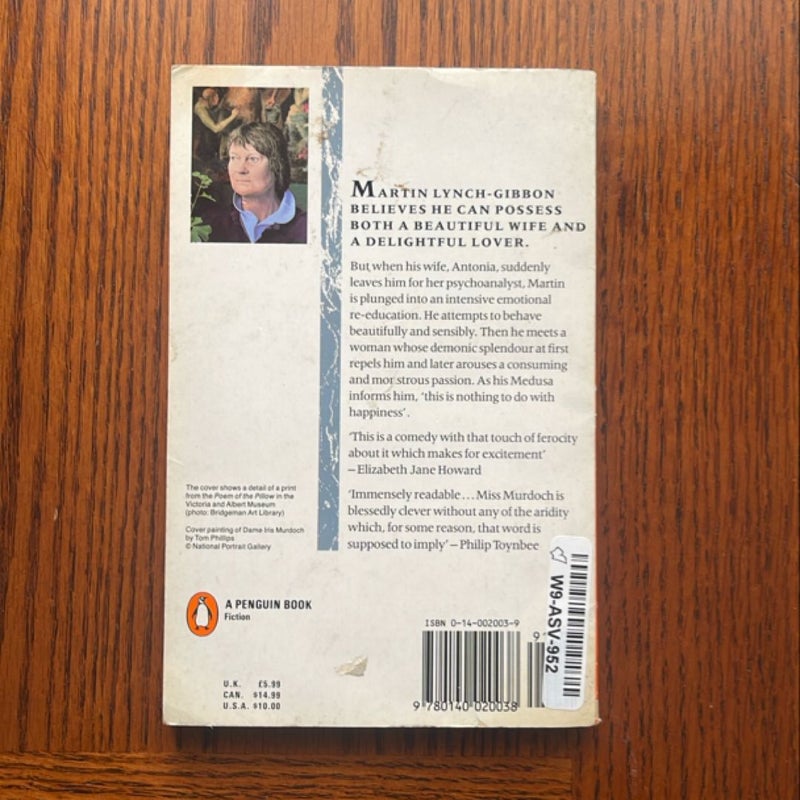 MARTIN LYNCH-GIBBON
BELIEVES HE CAN POSSESS
BOTH A BEAUTIFUL WIFE AND
A DELIGHTFUL LOVER.
But when his wife, Antonia, suddenly
leaves him for her psychoanalyst, Martin
is plunged into an intensive emotional
re-education. He attempts to behave
beautifully and sensibly. Then he meets a
woman whose demonic splendour at first
repels him and later arouses a consuming
and mor strous passion. As his Medusa
informs him, 'this is nothing to do with
happiness'.
'This is a comedy with that touch of ferocity
about it which makes for excitement'
– Elizabeth Jane Howard
'Immensely readable... Miss Murdoch is
blessedly clever without any of the aridity
which, for some reason, that word is
supposed to imply' – Philip Toynbee
The cover shows a detail of a print
from the Poem of the Pillow in the
Victoria and Albert Museum
(photo: Bridgeman Art Library)
Cover painting of Dame Iris Murdoch
by Tom Phillips
© National Portrait Gallery
A PENGUIN BOOK
Fiction
U.K. £5.99
CAN. $14.99
U.S.A. $10.00
ISBN 0-14-002003-9
9
9 780140 020038
W9-ASV-952